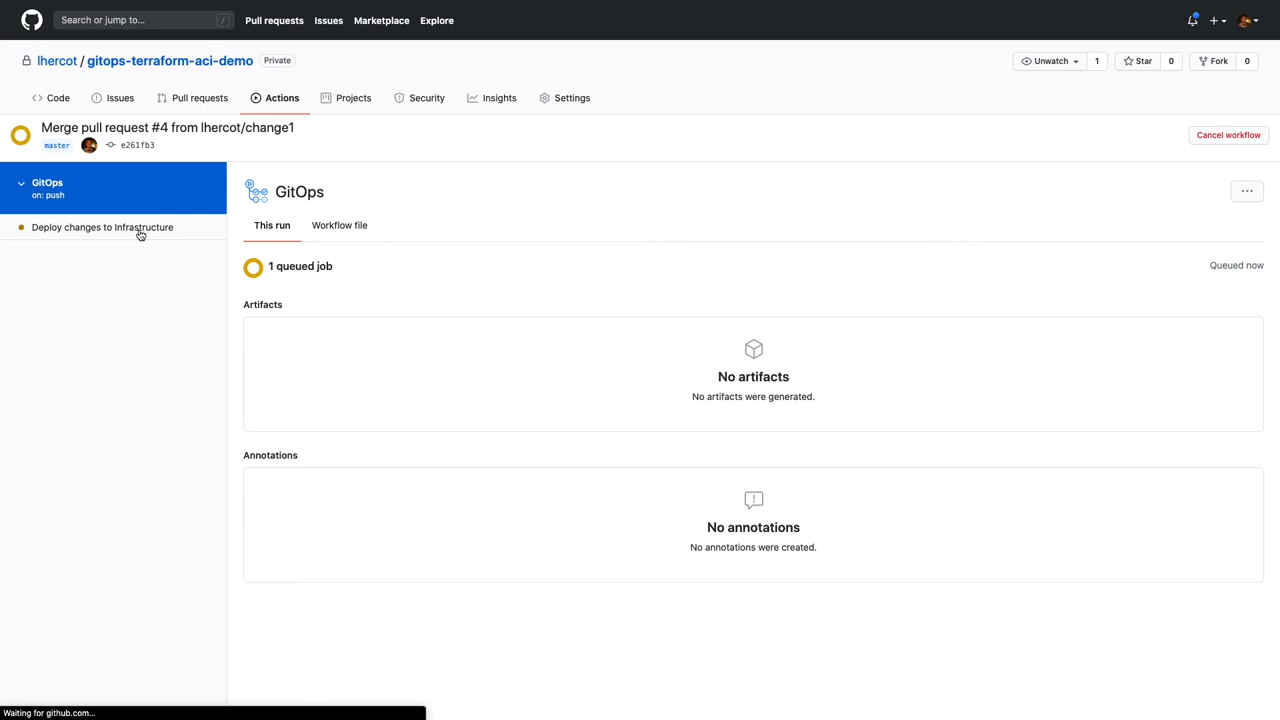 Search or jump to... /
Pull requests Issues Marketplace Explore
lhercot / gitops-terraform-aci-demo Private
Unwatch 1 Star 0 Fork 0
Code Issues Pull requests Actions Projects Security Insights Settings
Merge pull request #4 from lhercot/change1
master e261fb3
Cancel workflow
GitOps
on: push
Deploy changes to Infrastructure
GitOps
...
This run Workflow file
1 queued job
Queued now
Artifacts
No artifacts
No artifacts were generated.
Annotations
No annotations
No annotations were created.
Waiting for github.com...